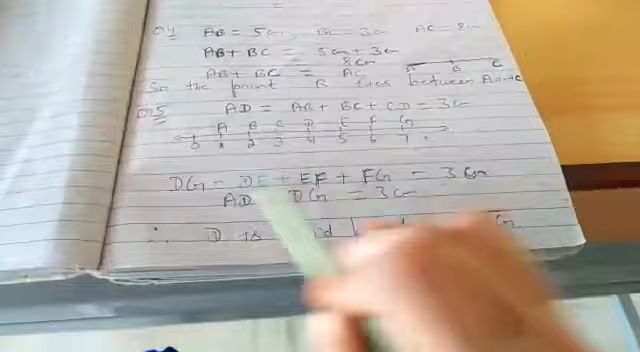 Q4 AB = 5cm BC = 3cm AC = 8cm
AB + BC = 5cm + 3cm
= 8cm
AB + BC = AC
A B C
So the point B lies between A and C
Q5 AD = AB + BC + CD = 3cm
A B C D E F G
0 1 2 3 4 5 6 7
DG = DE + EF + FG = 3cm
AD = DG = 3cm
∴ D is G